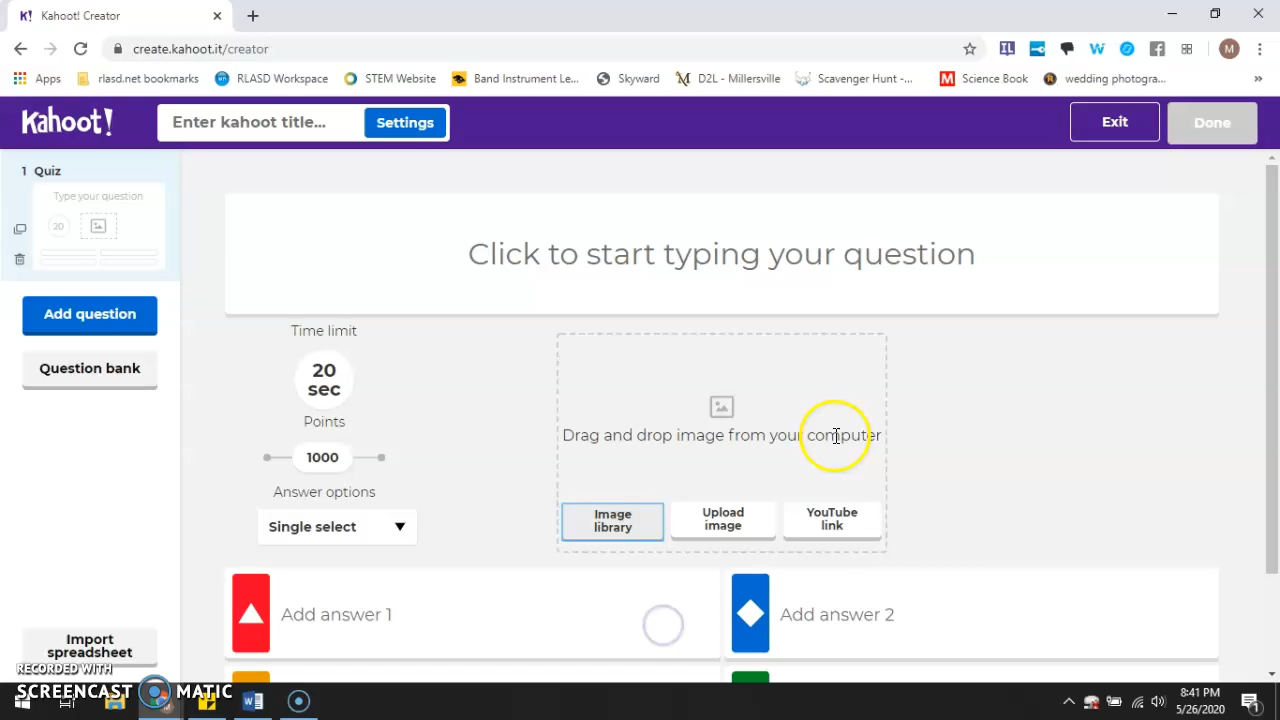 K! Kahoot! Creator
create.kahoot.it/creator
IL
W
M
Apps
rlasd.net bookmarks
RLASD Workspace
STEM Website
Band Instrument Le...
Skyward
D2L - Millersville
Scavenger Hunt -...
M Science Book
wedding photogra...
»
Kahoot!
Enter kahoot title...
Settings
Exit
Done
1 Quiz
Type your question
20
Add question
Question bank
Import
spreadsheet
Click to start typing your question
Time limit
20
sec
Points
1000
Answer options
Single select
Drag and drop image from your computer
Image
library
Upload
image
YouTube
link
Add answer 1
Add answer 2
RECORDED WITH
SCREENCAST MATIC
8:41 PM
5/26/2020
1